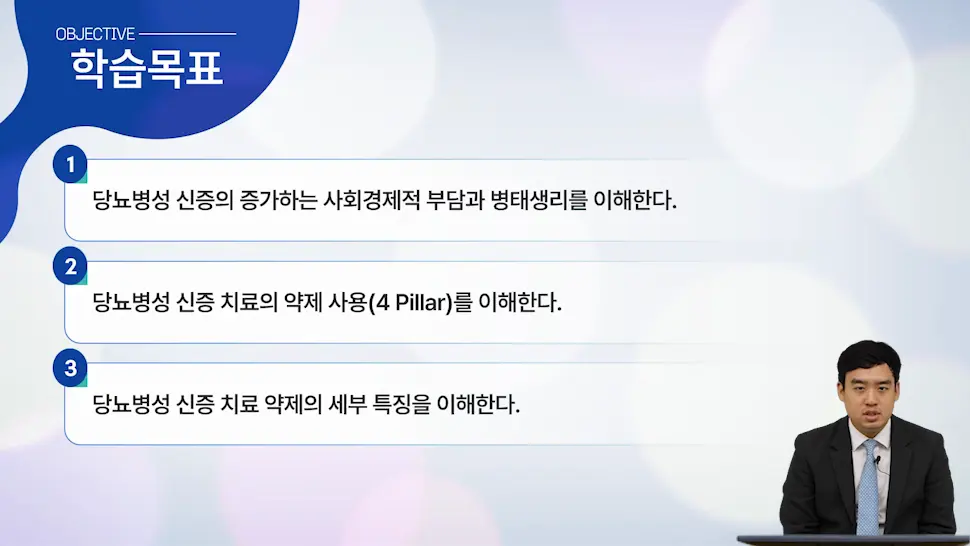 OBJECTIVE
학습목표
1
당뇨병성 신증의 증가하는 사회경제적 부담과 병태생리를 이해한다.
2
당뇨병성 신증 치료의 약제 사용(4 Pillar)를 이해한다.
3
당뇨병성 신증 치료 약제의 세부 특징을 이해한다.